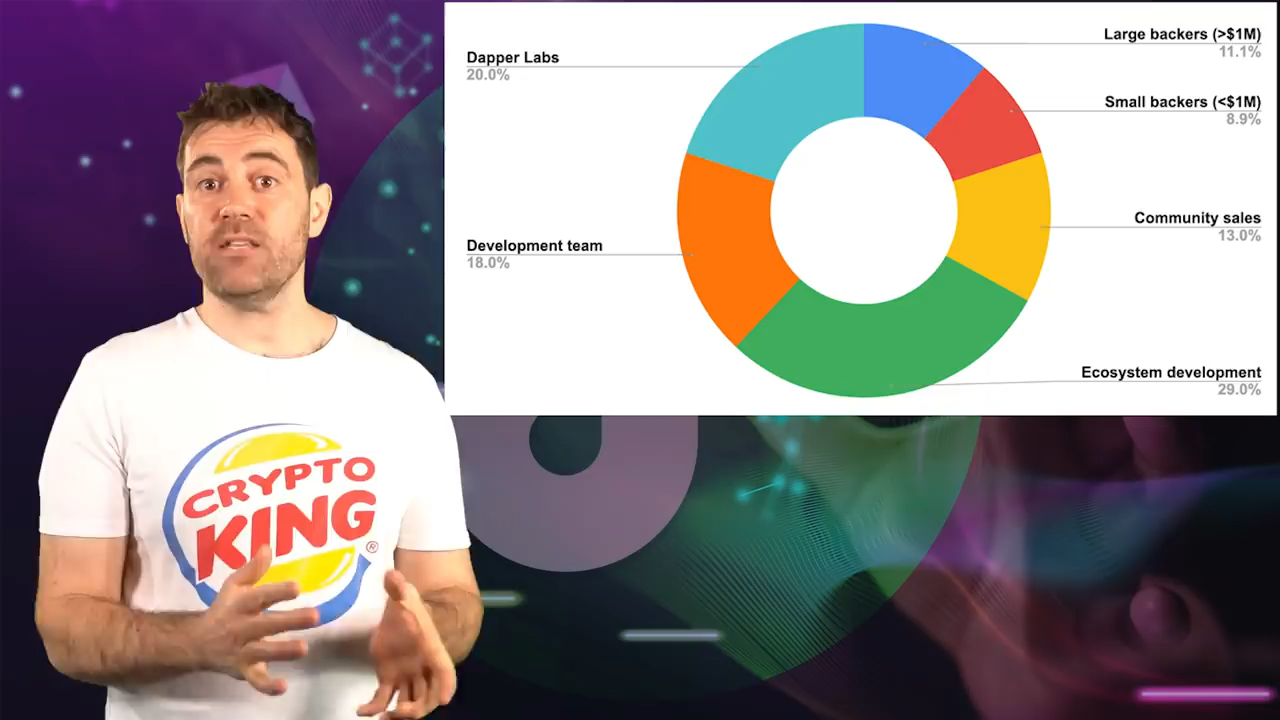 Dapper Labs
20.0%
Large backers (>$1M)
11.1%
Small backers (<$1M)
8.9%
Community sales
13.0%
Development team
18.0%
Ecosystem development
29.0%
CRYPTO
KING
®